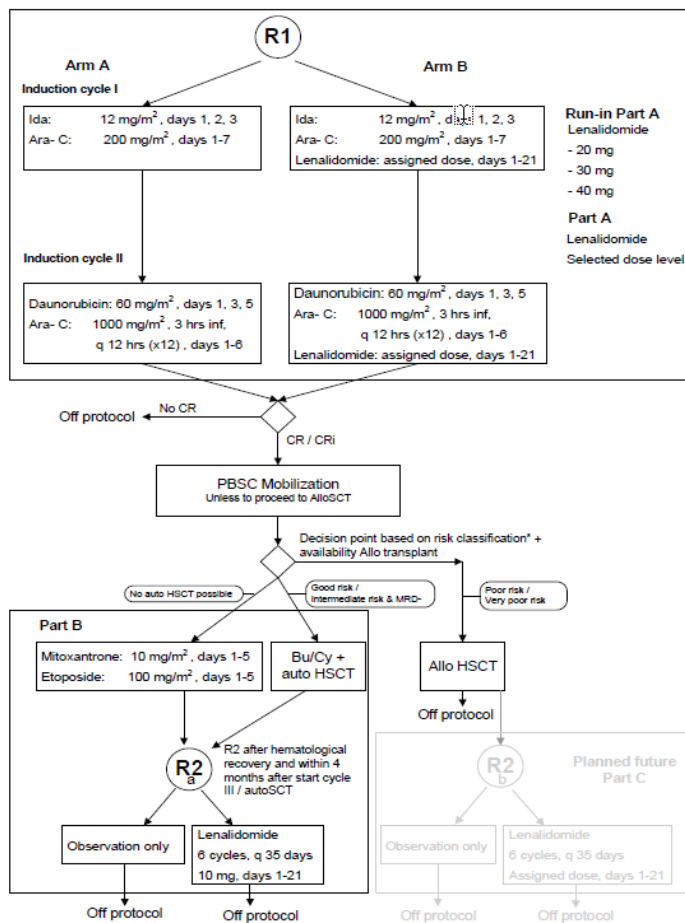 R1
Arm A
Arm B
Induction cycle I
Ida: 12 mg/m², days 1, 2, 3
Ara- C: 200 mg/m², days 1-7
Ida: 12 mg/m², days 1, 2, 3
Ara- C: 200 mg/m², days 1-7
Lenalidomide: assigned dose, days 1-21
Run-in Part A
Lenalidomide
- 20 mg
- 30 mg
- 40 mg
Part A
Lenalidomide
Selected dose level
Induction cycle II
Daunorubicin: 60 mg/m², days 1, 3, 5
Ara- C: 1000 mg/m², 3 hrs inf,
q 12 hrs (x12) , days 1-6
Daunorubicin: 60 mg/m², days 1, 3, 5
Ara- C: 1000 mg/m², 3 hrs inf,
q 12 hrs (x12) , days 1-6
Lenalidomide: assigned dose, days 1-21
Off protocol
No CR
CR / CRi
PBSC Mobilization
Unless to proceed to AlloSCT
Decision point based on risk classification* +
availability Allo transplant
No auto HSCT possible
Good risk /
Intermediate risk & MRD-
Poor risk /
Very poor risk
Part B
Mitoxantrone: 10 mg/m², days 1-5
Etoposide: 100 mg/m², days 1-5
Bu/Cy +
auto HSCT
Allo HSCT
Off protocol
R2
a
R2 after hematological
recovery and within 4
months after start cycle
III / autoSCT
R2
b
Planned future
Part C
Observation only
Lenalidomide
6 cycles, q 35 days
10 mg, days 1-21
Observation only
Lenalidomide
6 cycles, q 35 days
Assigned dose, days 1-21
Off protocol
Off protocol
Off protocol
Off protocol